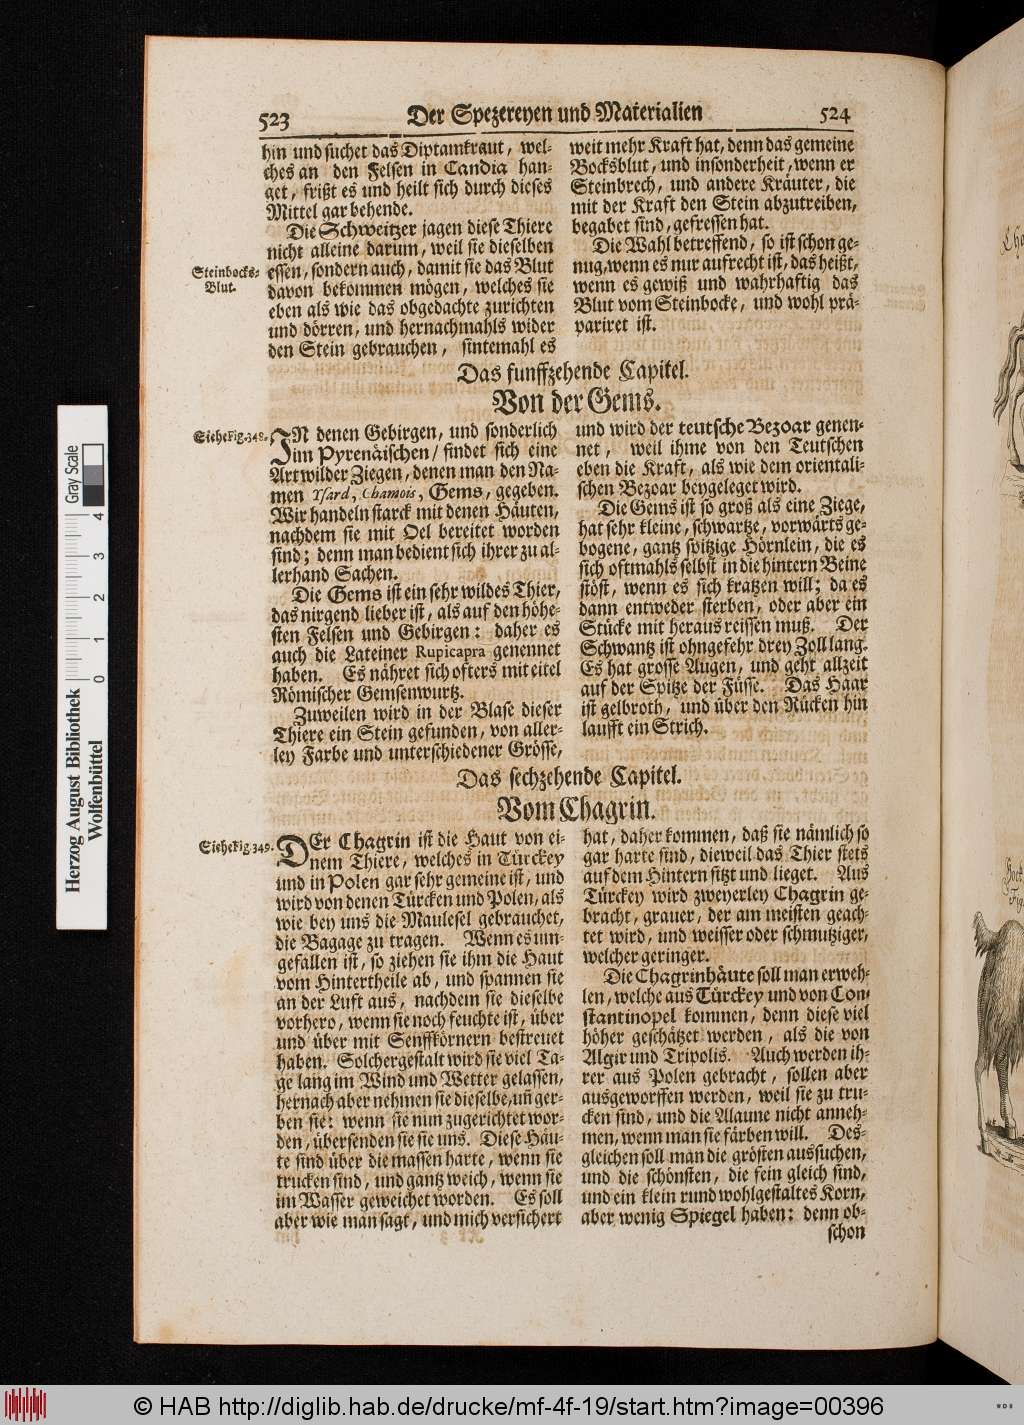 523
Der Spezereyen und Materialien
524
hin und suchet das Diptamkraut, wel-
ches an den Felsen in Candia han-
get, frißt es und heilt sich durch dieses
Mittel gar behende.
Die Schweitzer jagen diese Thiere
nicht alleine darum, weil sie dieselben
Steinbocks-
Blut.
essen, sondern auch, damit sie das Blut
davon bekommen mögen, welches sie
eben als wie das obgedachte zurichten
und dörren, und hernachmahls wider
den Stein gebrauchen, sintemahl es
weit mehr Kraft hat, denn das gemeine
Bocksblut, und insonderheit, wenn er
Steinbrech, und andere Kräuter, die
mit der Kraft den Stein abzutreiben,
begabet sind, gefressen hat.
Die Wahl betreffend, so ist schon ge-
nug, wenn es nur aufrecht ist, das heißt,
wenn es gewiß und wahrhaftig das
Blut vom Steinbocke, und wohl prä-
pariret ist.
Das funffzehende Capitel.
Von der Gems.
Siehe Fig. 348.
IN denen Gebirgen, und sonderlich
im Pyrenäischen/ findet sich eine
Art wilder Ziegen, denen man den Na-
men Ysard, Chamois, Gems, gegeben.
Wir handeln starck mit denen Häuten,
nachdem sie mit Oel bereitet worden
sind; denn man bedient sich ihrer zu al-
lerhand Sachen.
Die Gems ist ein sehr wildes Thier,
das nirgend lieber ist, als auf den höhe-
sten Felsen und Gebirgen: daher es
auch die Lateiner Rupicapra genennet
haben. Es nähret sich ofters mit eitel
Römischer Gemsenwurtz.
Zuweilen wird in der Blase dieser
Thiere ein Stein gefunden, von aller-
ley Farbe und unterschiedener Grösse,
und wird der teutsche Bezoar genen-
net, weil ihme von den Teutschen
eben die Kraft, als wie dem orientali-
schen Bezoar beygeleget wird.
Die Gems ist so groß als eine Ziege,
hat sehr kleine, schwartze, vorwärts ge-
bogene, gantz spitzige Hörnlein, die es
sich oftmahls selbst in die hintern Beine
stöst, wenn es sich kratzen will; da es
dann entweder sterben, oder aber ein
Stücke mit heraus reissen muß. Der
Schwantz ist ohngefehr drey Zoll lang.
Es hat grosse Augen, und geht allzeit
auf der Spitze der Füsse. Das Haar
ist gelbroth, und über den Rücken hin
laufft ein Strich.
Das sechzehende Capitel.
Vom Chagrin.
Siehe Fig. 349.
DEr Chagrin ist die Haut von ei-
nem Thiere, welches in Türckey
und in Polen gar sehr gemeine ist, und
wird von denen Türcken und Polen, als
wie bey uns die Maulesel gebrauchet,
die Bagage zu tragen. Wenn es um-
gefallen ist, so ziehen sie ihm die Haut
vom Hintertheile ab, und spannen sie
an der Luft aus, nachdem sie dieselbe
vorhero, wenn sie noch feuchte ist, über
und über mit Senffkörnern bestreuet
haben. Solchergestalt wird sie viel Ta-
ge lang im Wind und Wetter gelassen,
hernach aber nehmen sie dieselbe, uñ ger-
ben sie: wenn sie nun zugerichtet wor-
den, übersenden sie sie uns. Diese Häu-
te sind über die massen harte, wenn sie
trucken sind, und gantz weich, wenn sie
im Wasser geweichet worden. Es soll
aber wie man sagt, und mich versichert
hat, daher kommen, daß sie nämlich so
gar harte sind, dieweil das Thier stets
auf dem Hintern sitzt und lieget. Aus
Türckey wird zweyerley Chagrin ge-
bracht, grauer, der am meisten geach-
tet wird, und weisser oder schmutziger,
welcher geringer.
Die Chagrinhäute soll man erweh-
len, welche aus Türckey und von Con-
stantinopel kommen, denn diese viel
höher geschätzet werden, als die von
Algir und Tripolis. Auch werden ih-
rer aus Polen gebracht, sollen aber
ausgeworffen werden, weil sie zu tru-
cken sind, und die Alaune nicht anneh-
men, wenn man sie färben will. Des-
gleichen soll man die grösten aussuchen,
und die schönsten, die fein gleich sind,
und ein klein rund wohlgestaltes Korn,
aber wenig Spiegel haben: denn ob-
schon
Herzog August Bibliothek
Wolfenbüttel
0 1 2 3 4
Gray Scale
© HAB http://diglib.hab.de/drucke/mf-4f-19/start.htm?image=00396